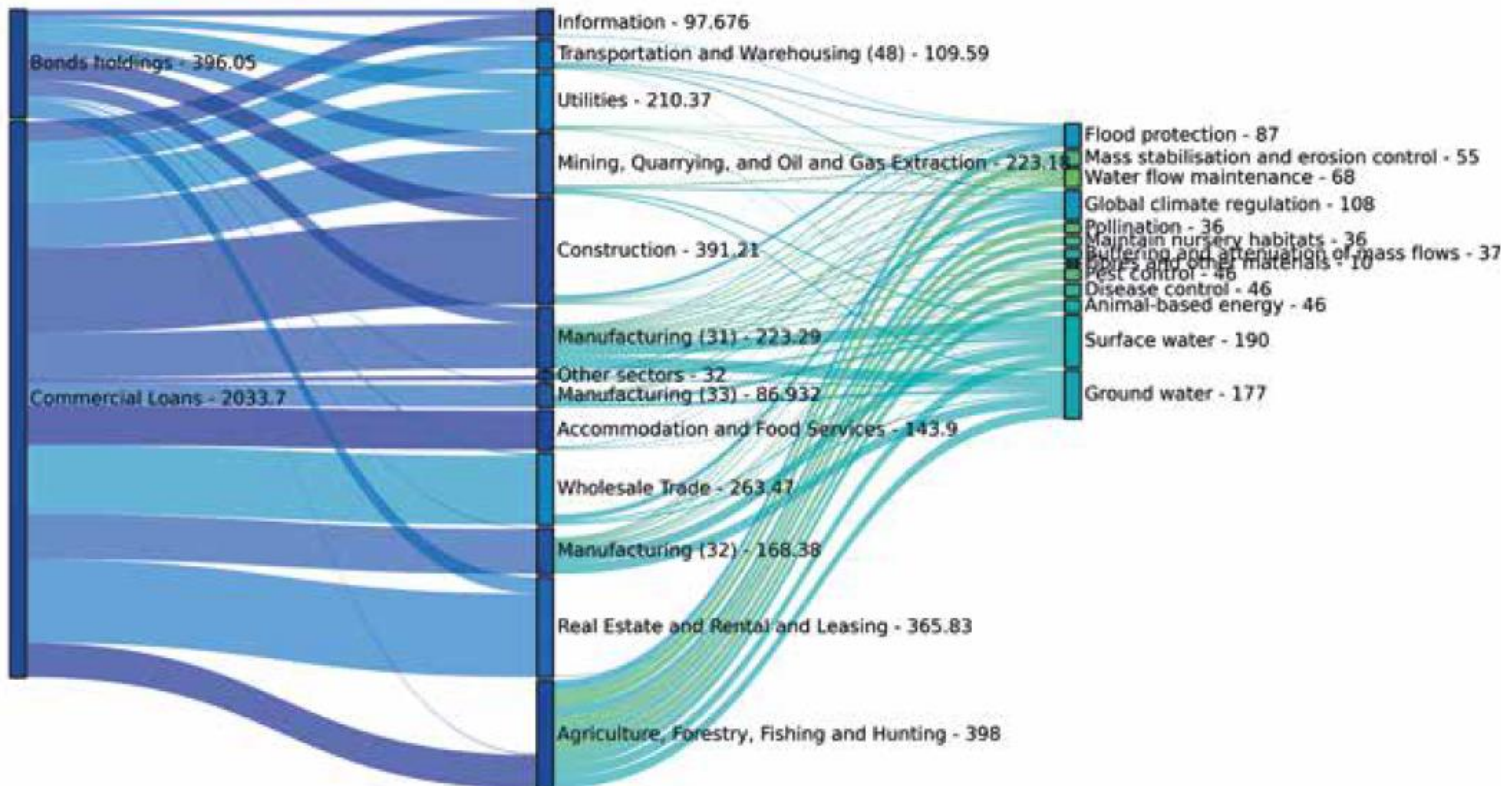 Bonds holdings - 396.05
Commercial Loans - 2033.7
Information - 97.676
Transportation and Warehousing (48) - 109.59
Utilities - 210.37
Mining, Quarrying, and Oil and Gas Extraction - 223.18
Construction - 391.21
Manufacturing (31) - 223.29
Other sectors - 32
Manufacturing (33) - 86.932
Accommodation and Food Services - 143.9
Wholesale Trade - 263.47
Manufacturing (32) - 168.38
Real Estate and Rental and Leasing - 365.83
Agriculture, Forestry, Fishing and Hunting - 398
Flood protection - 87
Mass stabilisation and erosion control - 55
Water flow maintenance - 68
Global climate regulation - 108
Pollination - 36
Maintain nursery habitats - 36
Buffering and attenuation of mass flows - 37
Fibres and other materials - 10
Pest control - 46
Disease control - 46
Animal-based energy - 46
Surface water - 190
Ground water - 177